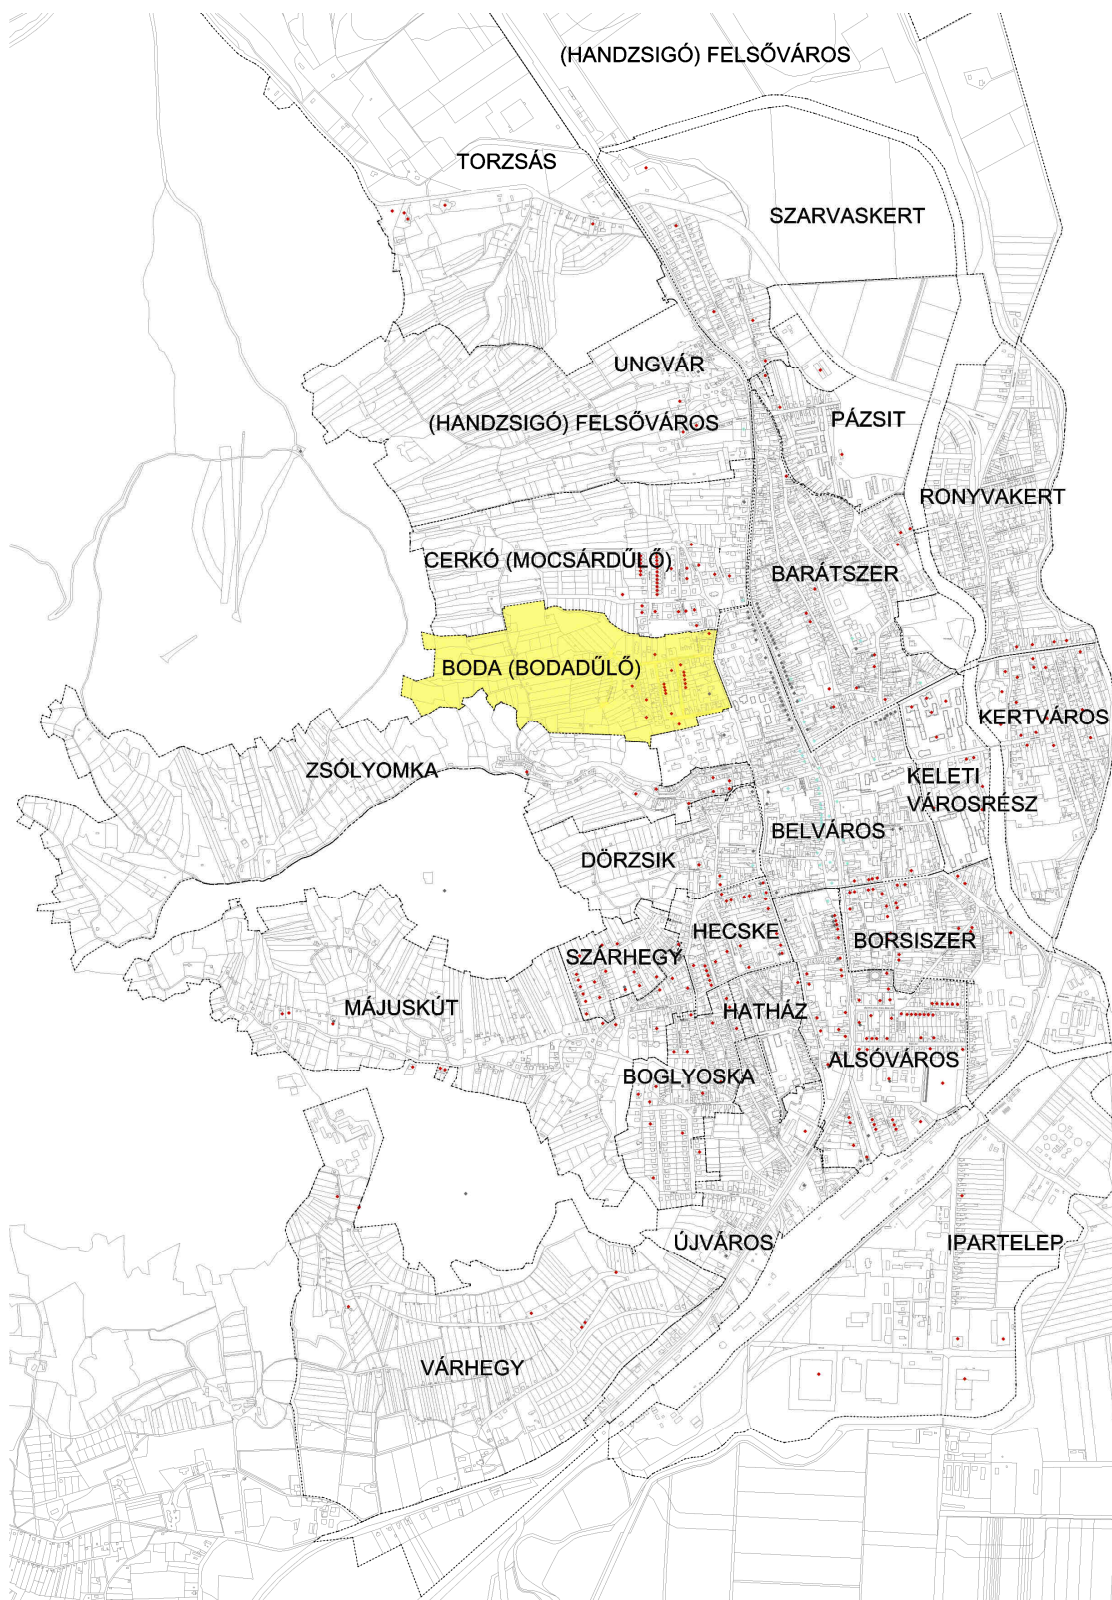 (HANDZSIGÓ) FELSŐVÁROS
TORZSÁS
SZARVASKERT
UNGVÁR
(HANDZSIGÓ) FELSŐVÁROS
PÁZSIT
RONYVAKERT
CERKÓ (MOCSÁRDŰLŐ)
BARÁTSZER
BODA (BODADŰLŐ)
KERTVÁROS
ZSÓLYOMKA
KELETI
VÁROSRÉSZ
BELVÁROS
DÖRZSIK
HECSKE
BORSISZER
SZÁRHEGY
MÁJUSKÚT
HATHÁZ
ALSÓVÁROS
BOGLYOSKA
ÚJVÁROS
IPARTELEP
VÁRHEGY